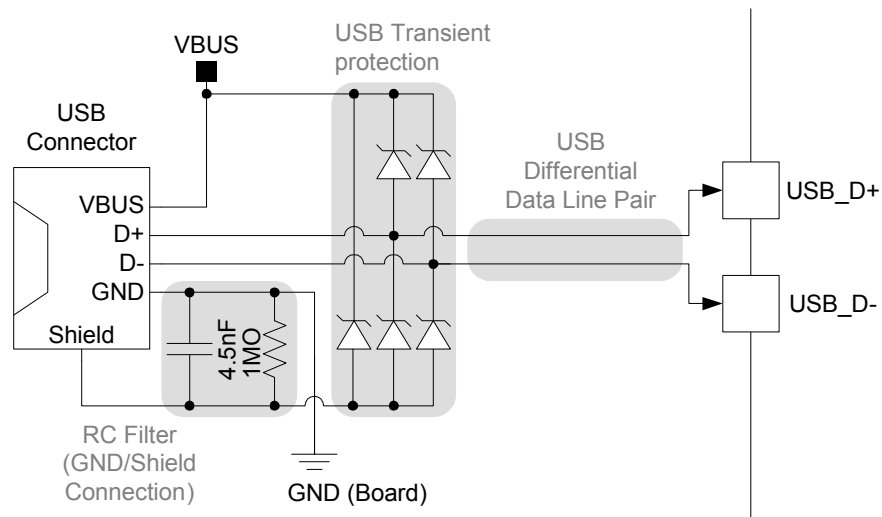 USB Transient
protection
VBUS
USB
Connector
USB
Differential
Data Line Pair
VBUS
D+
D-
GND
Shield
USB_D+
USB_D-
4.5nF
1MO
RC Filter
(GND/Shield
Connection)
GND (Board)